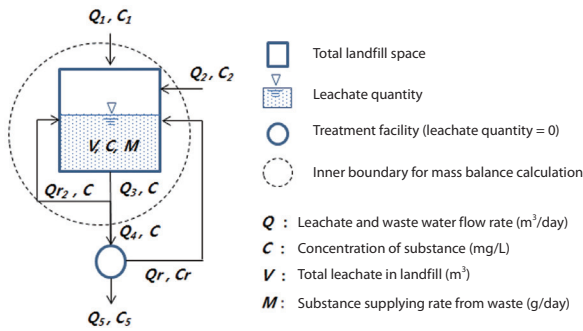 Q₁, C₁
Q₂, C₂
V, C, M
Q₃, C
Qr₂, C
Q₄, C
Qr, Cr
Q₅, C₅
Total landfill space
Leachate quantity
Treatment facility (leachate quantity = 0)
Inner boundary for mass balance calculation
Q : Leachate and waste water flow rate (m³/day)
C : Concentration of substance (mg/L)
V : Total leachate in landfill (m³)
M : Substance supplying rate from waste (g/day)